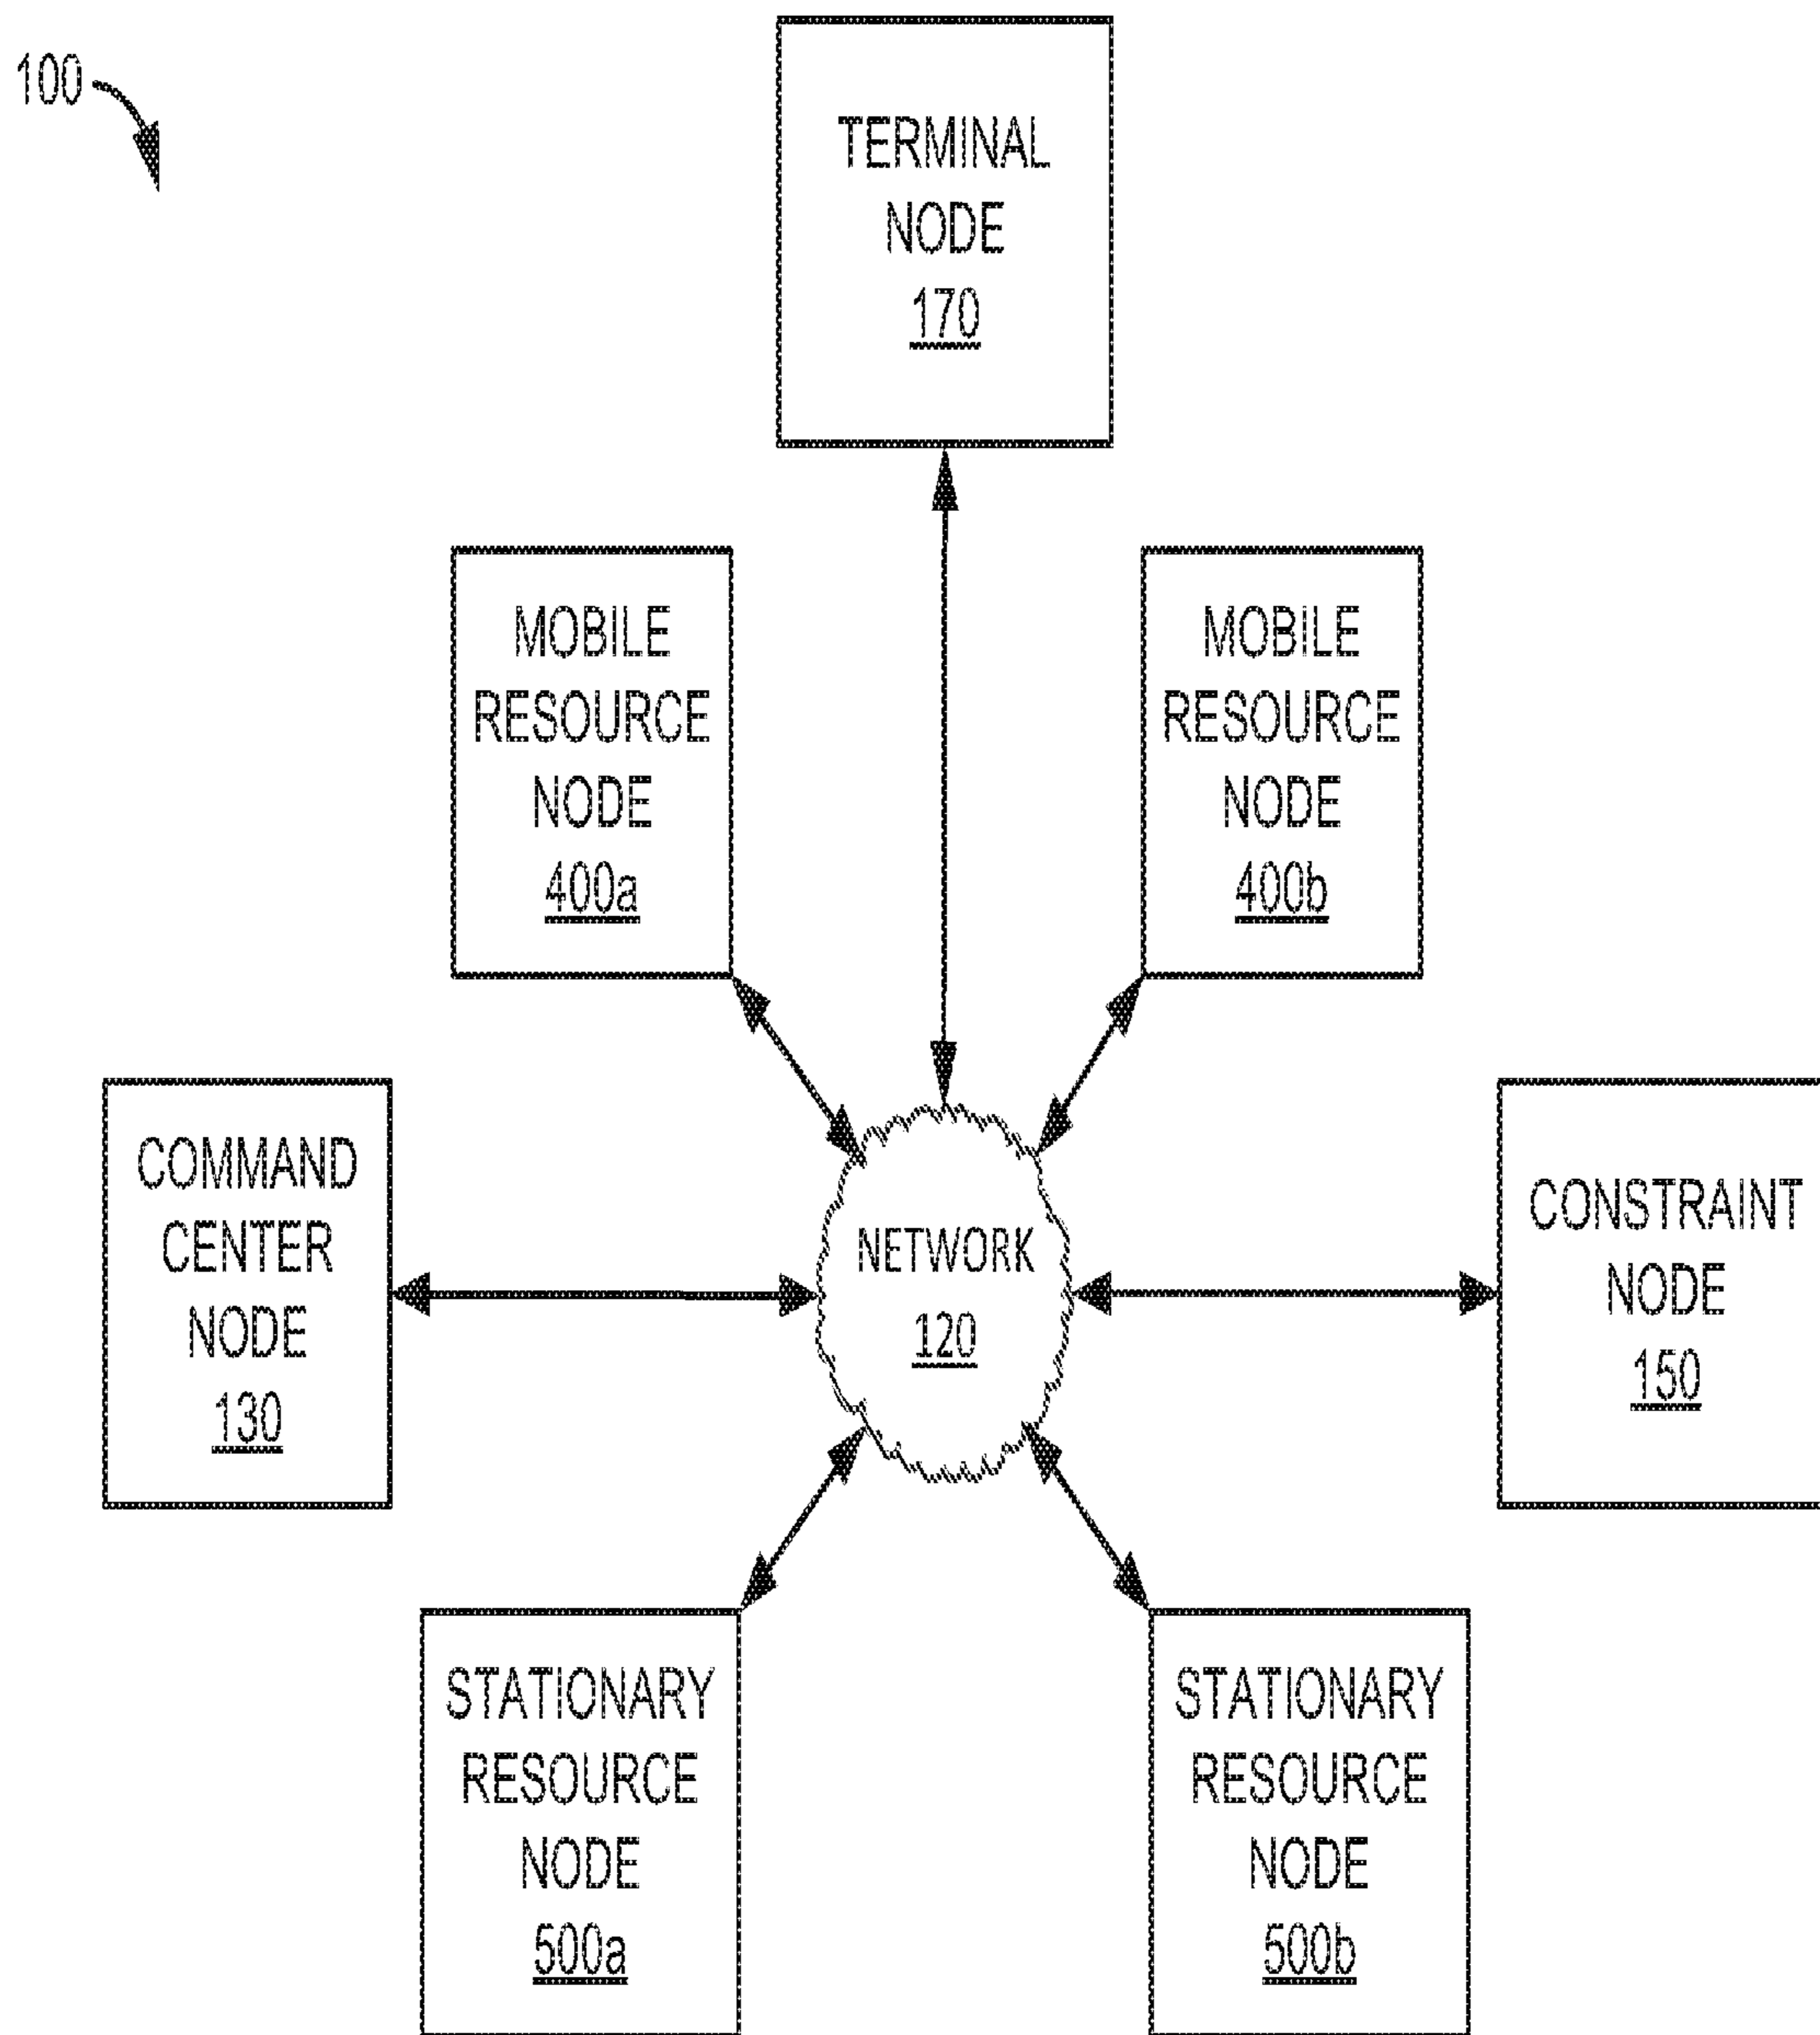 100
TERMINAL
NODE
170
MOBILE
RESOURCE
NODE
400a
MOBILE
RESOURCE
NODE
400b
COMMAND
CENTER
NODE
130
NETWORK
120
CONSTRAINT
NODE
150
STATIONARY
RESOURCE
NODE
500a
STATIONARY
RESOURCE
NODE
500b